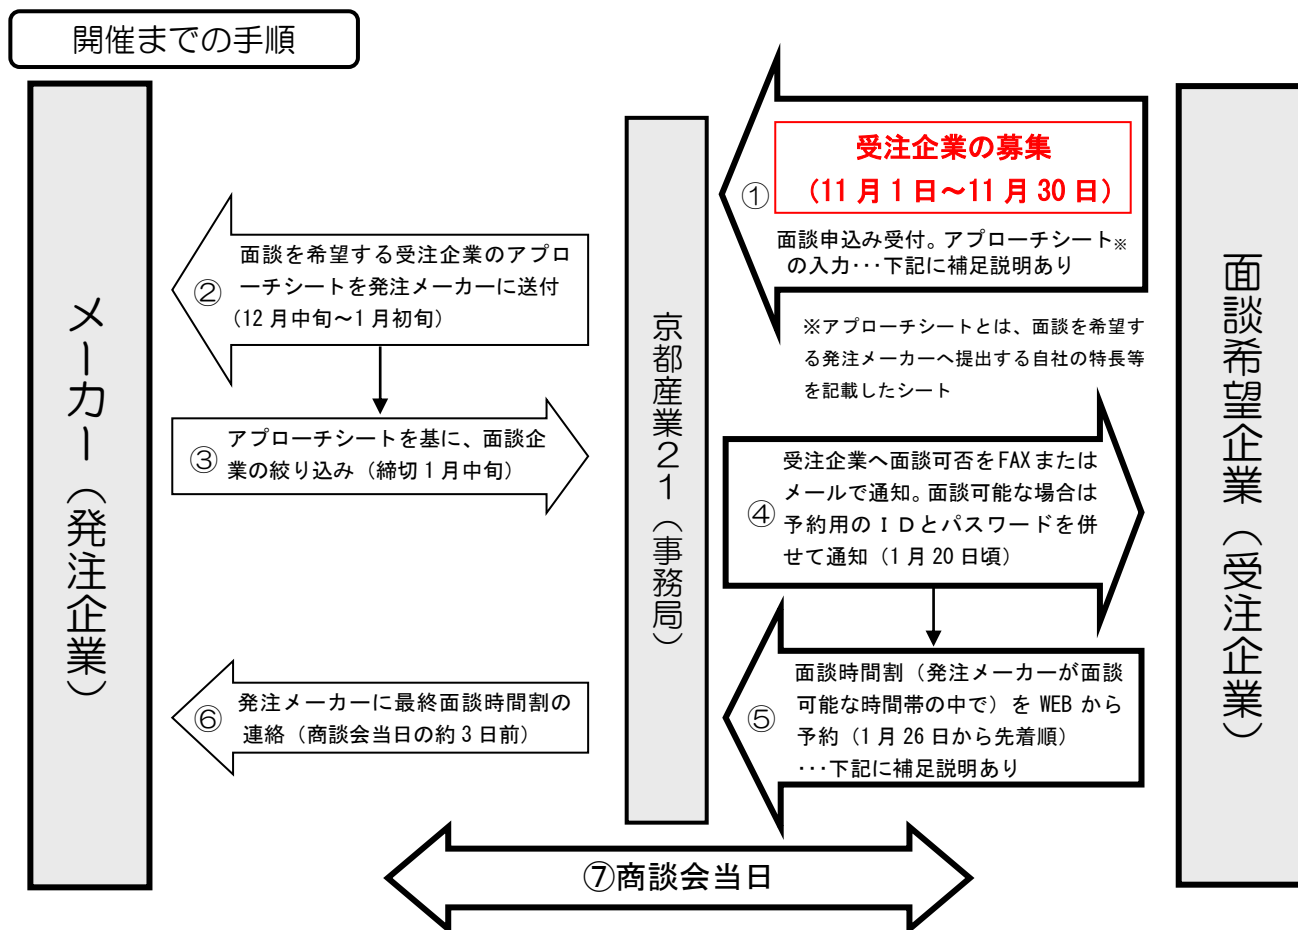 開催までの手順
メーカー（発注企業）
京都産業２１（事務局）
面談希望企業（受注企業）
①
受注企業の募集
（11月1日～11月30日）
面談申込み受付。アプローチシート※
の入力･･･下記に補足説明あり
※アプローチシートとは、面談を希望す
る発注メーカーへ提出する自社の特長等
を記載したシート
②
面談を希望する受注企業のアプロ
ーチシートを発注メーカーに送付
（12月中旬～1月初旬）
③
アプローチシートを基に、面談企
業の絞り込み（締切1月中旬）
④
受注企業へ面談可否をFAXまたは
メールで通知。面談可能な場合は
予約用のＩＤとパスワードを併
せて通知（1月20日頃）
⑤
面談時間割（発注メーカーが面談
可能な時間帯の中で）を WEB から
予約（1月26日から先着順）
･･･下記に補足説明あり
⑥
発注メーカーに最終面談時間割の
連絡（商談会当日の約3日前）
⑦商談会当日